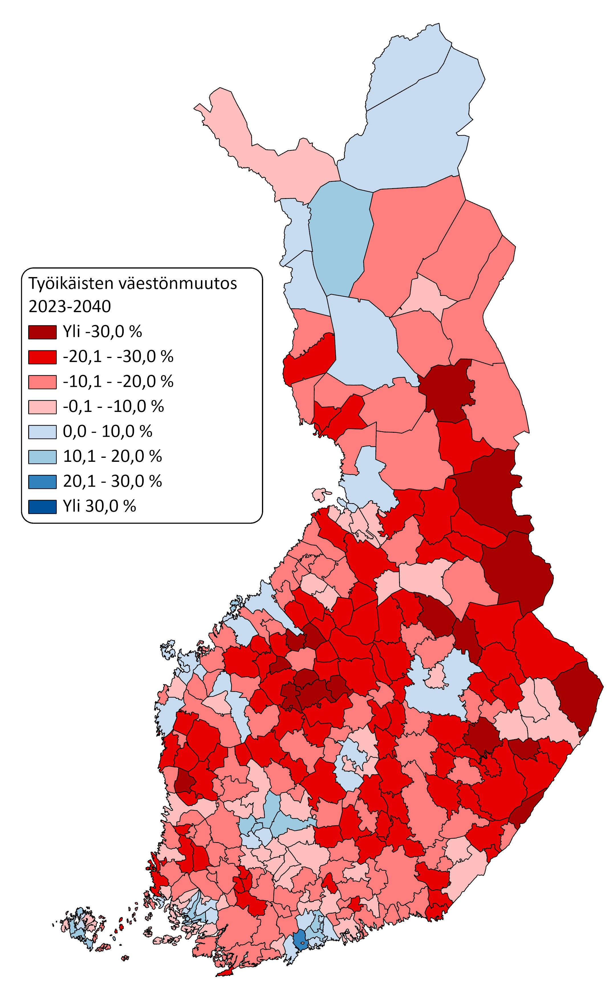 Työikäisten väestönmuutos
2023-2040
Yli -30,0 %
-20,1 - -30,0 %
-10,1 - -20,0 %
-0,1 - -10,0 %
0,0 - 10,0 %
10,1 - 20,0 %
20,1 - 30,0 %
Yli 30,0 %